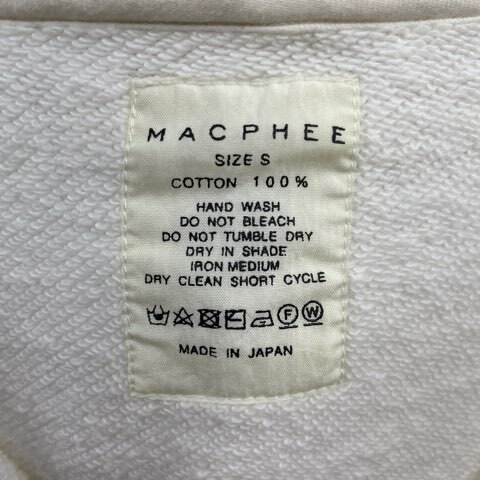 MACPHEE
SIZE S
COTTON 100%
HAND WASH
DO NOT BLEACH
DO NOT TUMBLE DRY
DRY IN SHADE
IRON MEDIUM
DRY CLEAN SHORT CYCLE
F W
MADE IN JAPAN